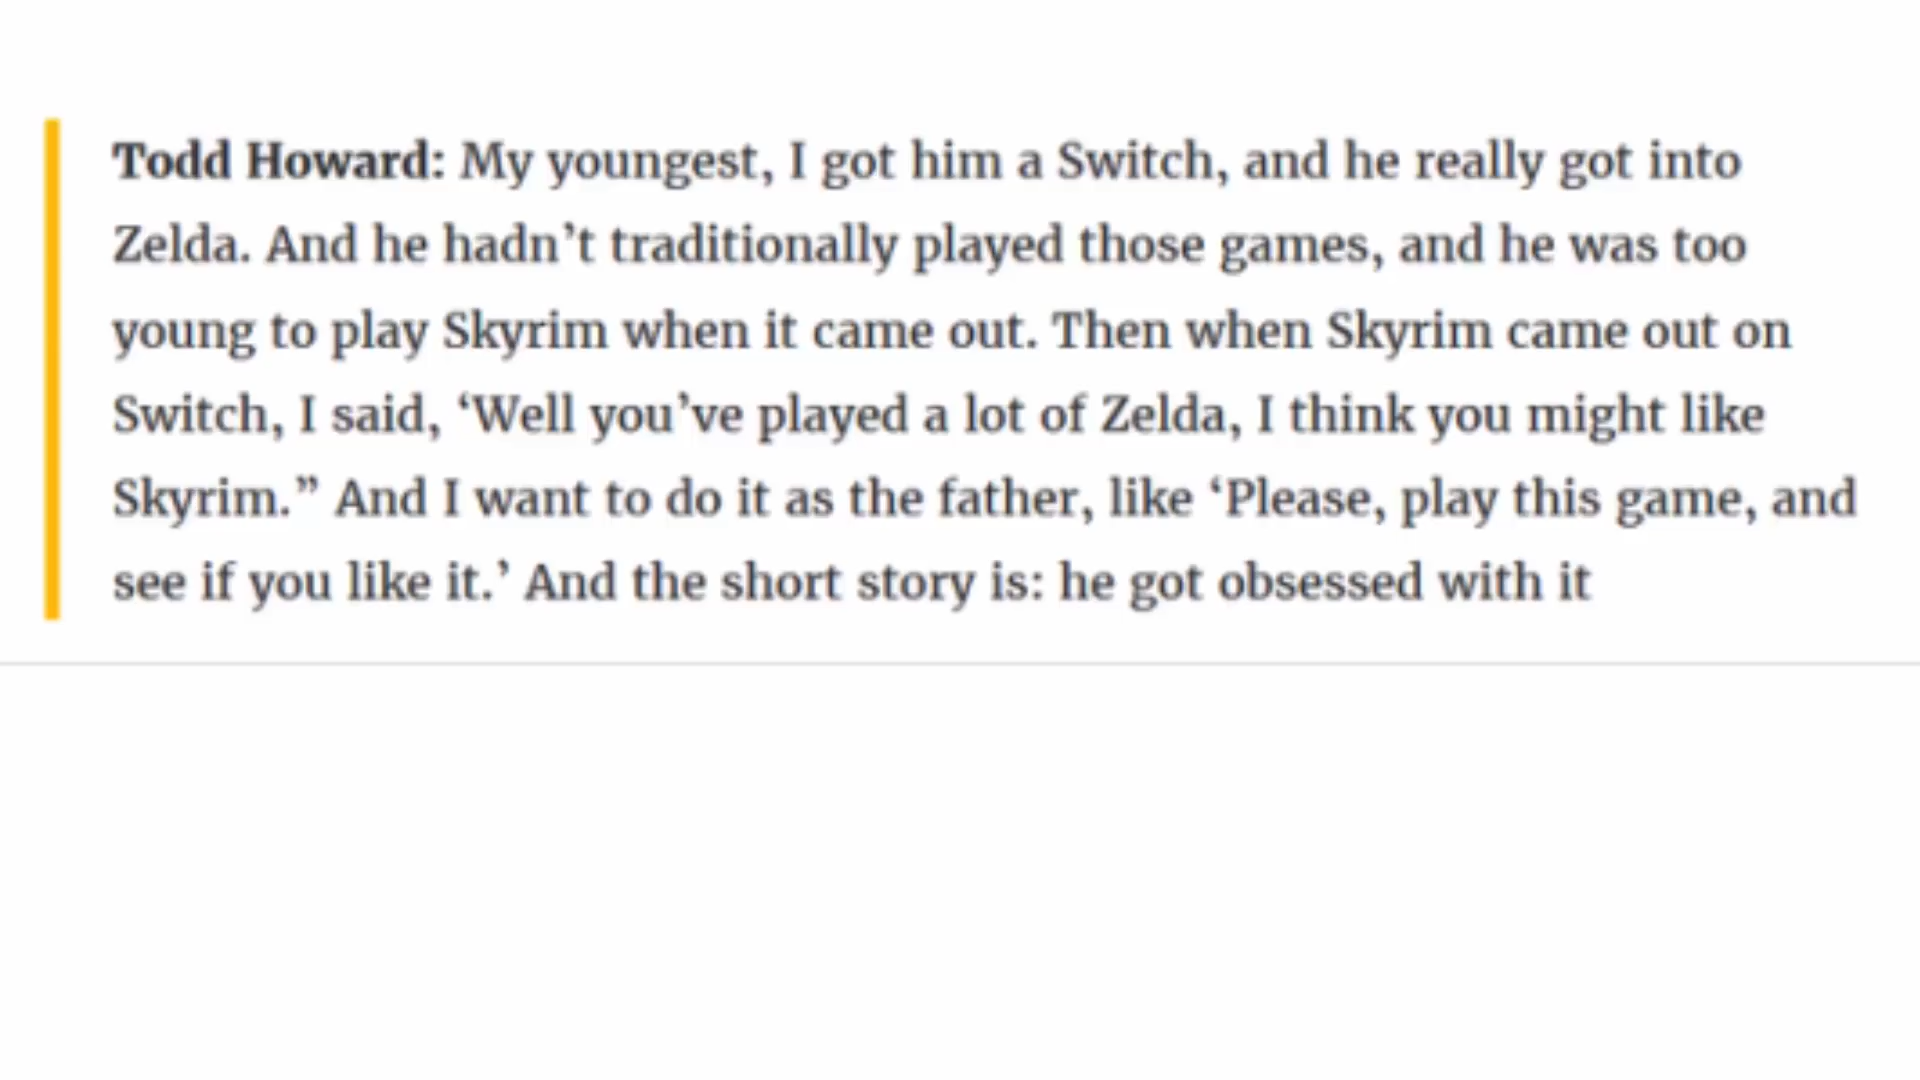 Todd Howard: My youngest, I got him a Switch, and he really got into
Zelda. And he hadn’t traditionally played those games, and he was too
young to play Skyrim when it came out. Then when Skyrim came out on
Switch, I said, ‘Well you’ve played a lot of Zelda, I think you might like
Skyrim.” And I want to do it as the father, like ‘Please, play this game, and
see if you like it.’ And the short story is: he got obsessed with it